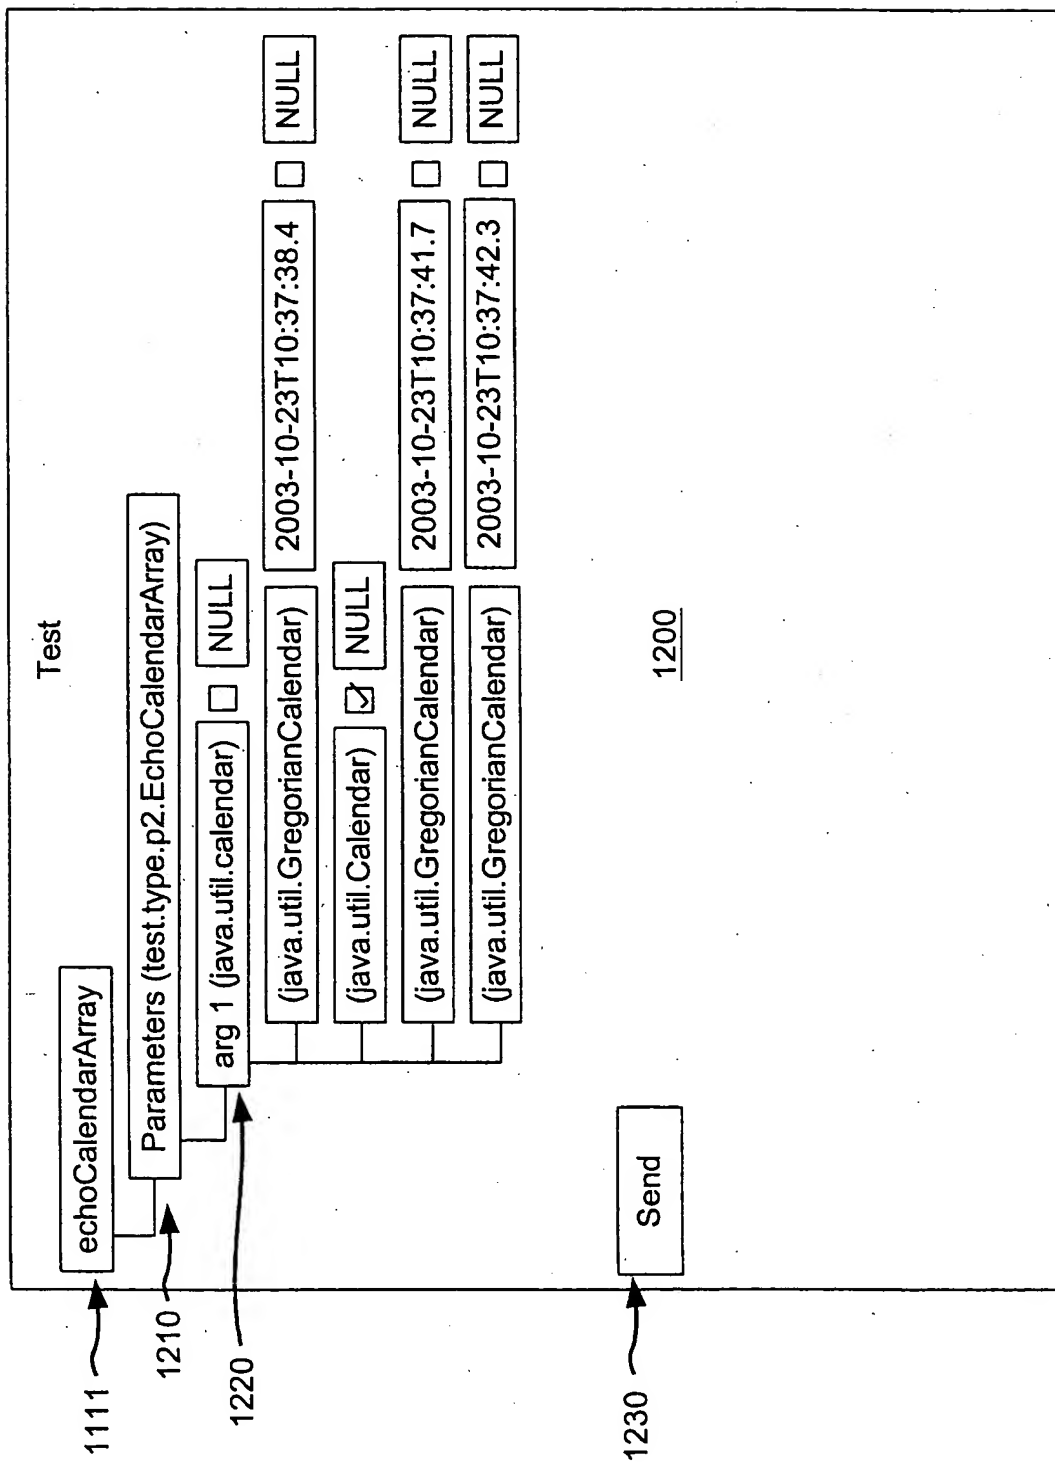 Test
1111
echoCalendarArray
1210
Parameters (test.type.p2.EchoCalendarArray)
1220
arg 1 (java.util.calendar) NULL
(java.util.GregorianCalendar) 2003-10-23T10:37:38.4 NULL
(java.util.Calendar) NULL
(java.util.GregorianCalendar) 2003-10-23T10:37:41.7 NULL
(java.util.GregorianCalendar) 2003-10-23T10:37:42.3 NULL
1230
Send
1200